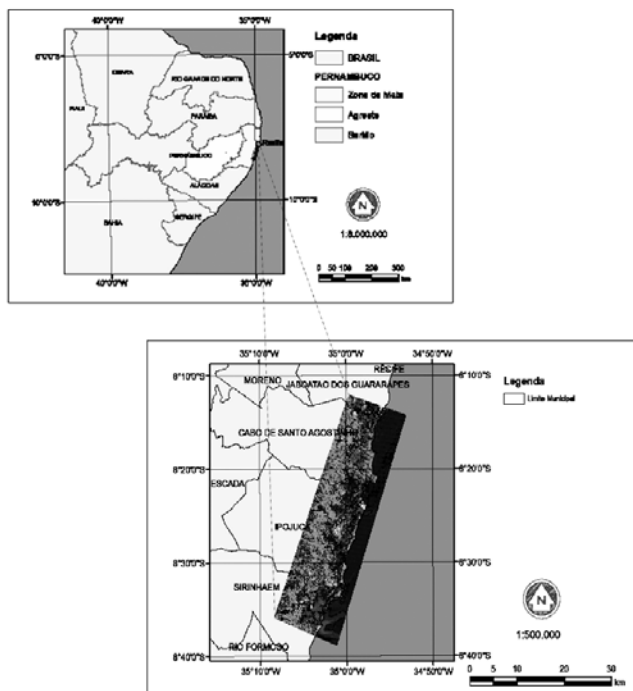 40°0'0"W 35°0'0"W
5°0'0"S 5°0'0"S
CEARÁ
RIO GRANDE DO NORTE
PIAUÍ
PARAÍBA
PERNAMBUCO
Recife
ALAGOAS
10°0'0"S 10°0'0"S
SERGIPE
BAHIA
40°0'0"W 35°0'0"W
Legenda
BRASIL
PERNAMBUCO
Zona da Mata
Agreste
Sertão
N
1:8.000.000
0 50 100 200 300
km
35°10'0"W 35°0'0"W 34°50'0"W
RECIFE
8°10'0"S 8°10'0"S
MORENO JABOATAO DOS GUARARAPES
CABO DE SANTO AGOSTINHO
8°20'0"S 8°20'0"S
ESCADA
IPOJUCA
8°30'0"S 8°30'0"S
SIRINHAEM
RIO FORMOSO
8°40'0"S 8°40'0"S
35°10'0"W 35°0'0"W 34°50'0"W
Legenda
Limite Municipal
N
1:500.000
0 5 10 20 30
km